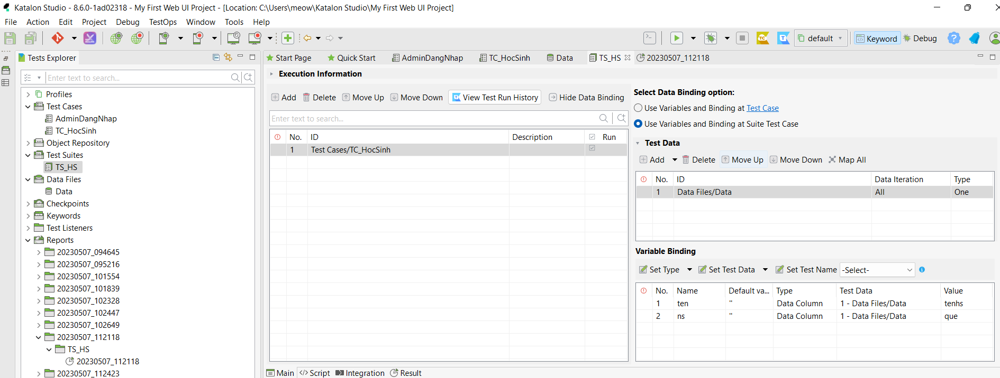 Katalon Studio - 8.6.0-1ad02318 - My First Web UI Project - [Location: C:\Users\meow\Katalon Studio\My First Web UI Project]
File Action Edit Project Debug TestOps Window Tools Help
TC T default Keyword Debug ?
Tests Explorer
Enter text to search...
Profiles
Test Cases
AdminDangNhap
TC_HocSinh
Object Repository
Test Suites
TS_HS
Data Files
Data
Checkpoints
Keywords
Test Listeners
Reports
20230507_094645
20230507_095216
20230507_101554
20230507_101839
20230507_102328
20230507_102447
20230507_102649
20230507_112118
TS_HS
20230507_112118
20230507_112423
Start Page Quick Start AdminDangNhap TC_HocSinh Data TS_HS 20230507_112118
Execution Information
Add Delete Move Up Move Down View Test Run History Hide Data Binding
Enter text to search...
No. ID Description Run
1 Test Cases/TC_HocSinh
Main Script Integration Result
Select Data Binding option:
Use Variables and Binding at Test Case
Use Variables and Binding at Suite Test Case
Test Data
Add Delete Move Up Move Down Map All
No. ID Data Iteration Type
1 Data Files/Data All One
Variable Binding
Set Type Set Test Data Set Test Name -Select-
No. Name Default va... Type Test Data Value
1 ten '' Data Column 1 - Data Files/Data tenhs
2 ns '' Data Column 1 - Data Files/Data que